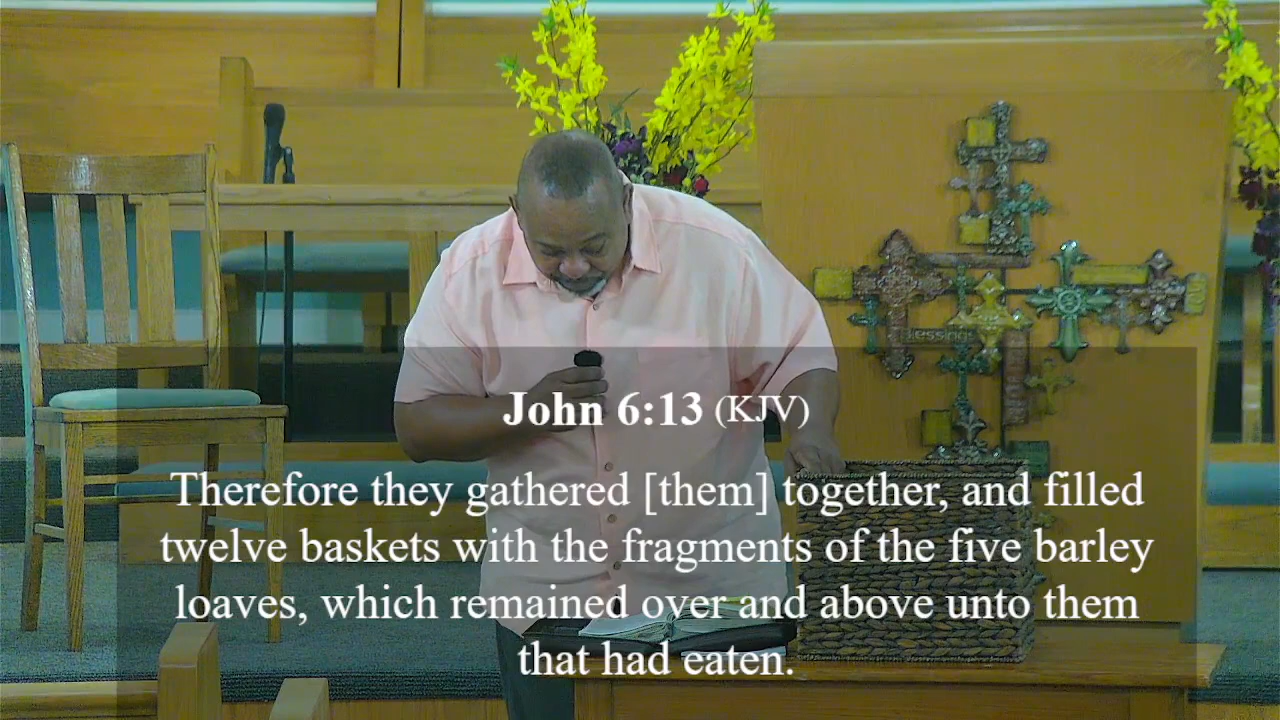 Blessings
John 6:13 (KJV)
Therefore they gathered [them] together, and filled
twelve baskets with the fragments of the five barley
loaves, which remained over and above unto them
that had eaten.